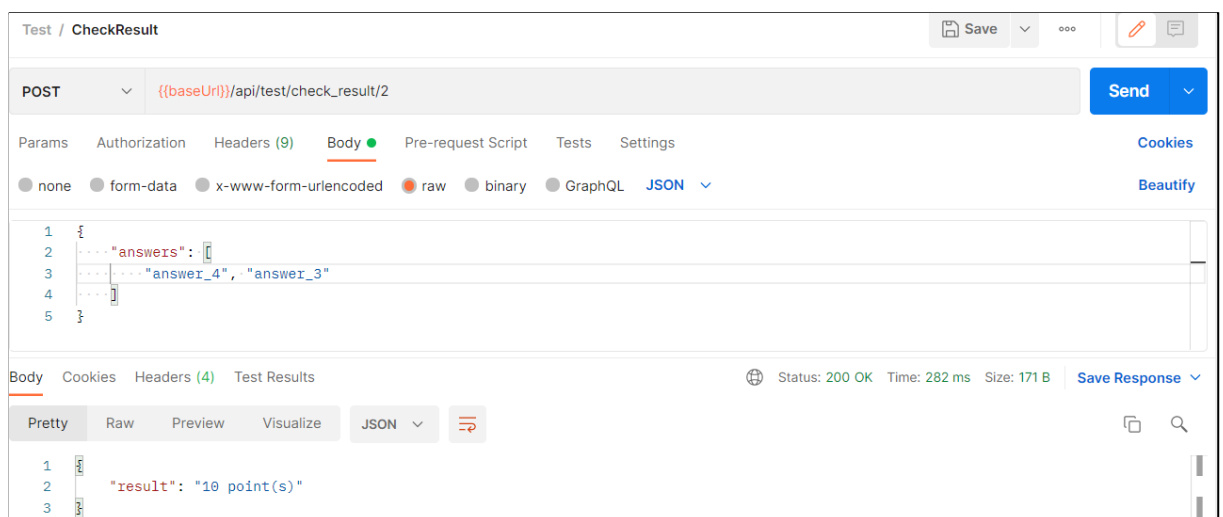 Test / CheckResult Save ooo
POST {{baseUrl}}/api/test/check_result/2 Send
Params Authorization Headers (9) Body Pre-request Script Tests Settings Cookies
none form-data x-www-form-urlencoded raw binary GraphQL JSON Beautify
1 {
2 "answers": [
3 "answer_4", "answer_3"
4 ]
5 }
Body Cookies Headers (4) Test Results Status: 200 OK Time: 282 ms Size: 171 B Save Response
Pretty Raw Preview Visualize JSON
1 {
2 "result": "10 point(s)"
3 }